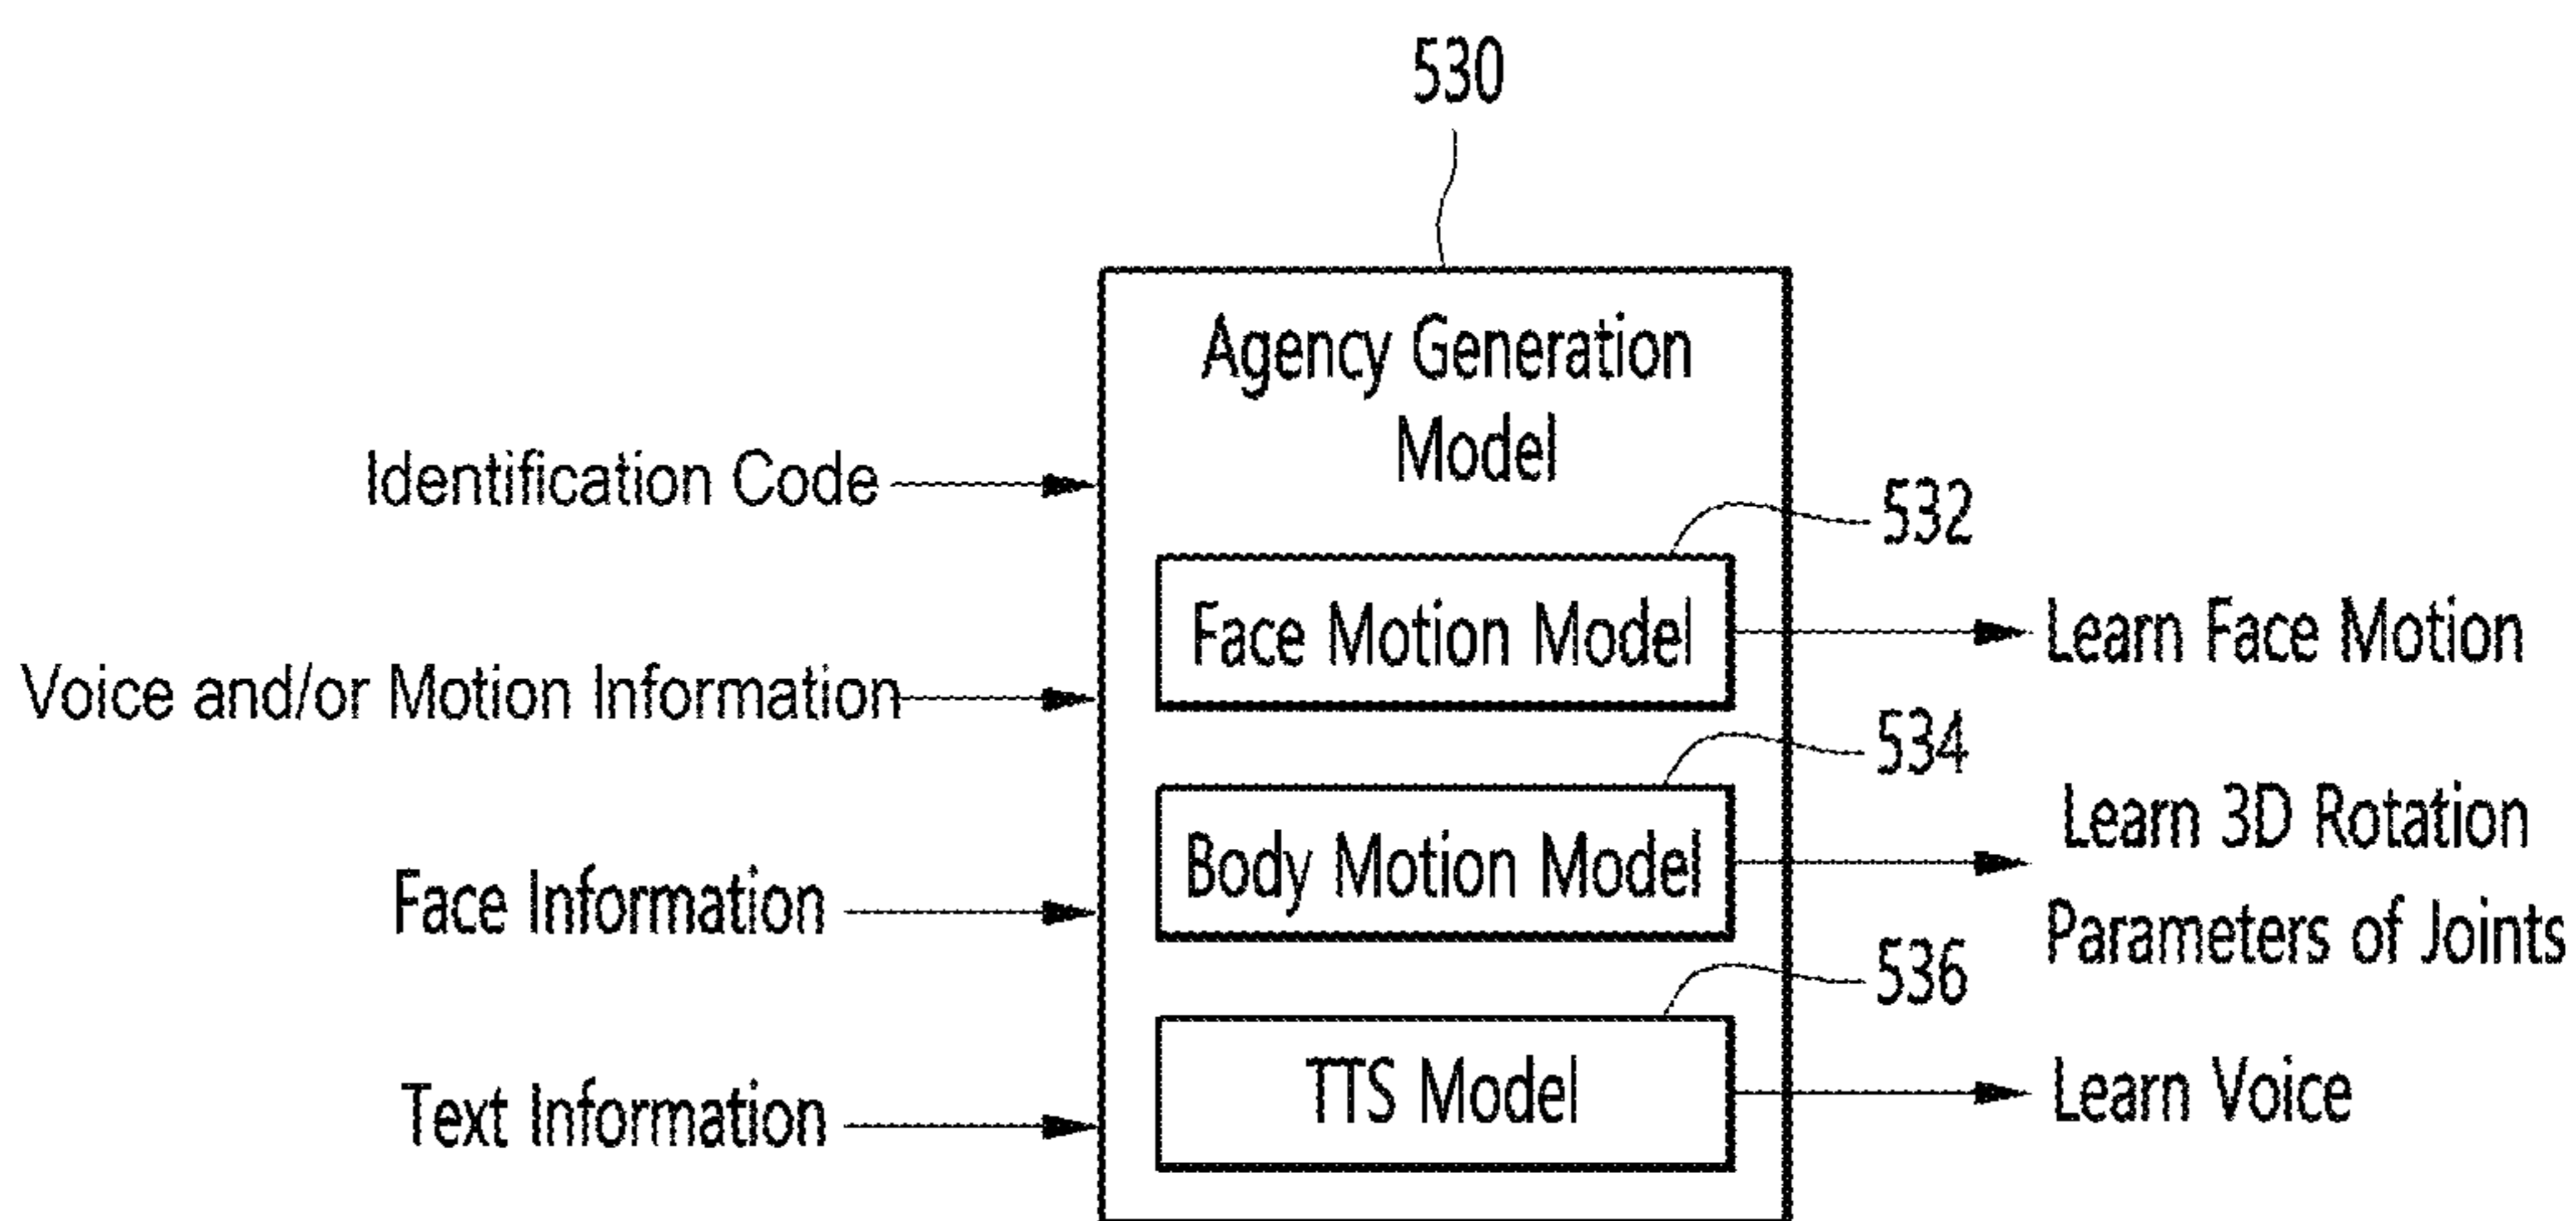 530
Agency Generation
Model
Identification Code
532
Face Motion Model
Learn Face Motion
Voice and/or Motion Information
534
Body Motion Model
Learn 3D Rotation
Parameters of Joints
Face Information
536
TTS Model
Learn Voice
Text Information